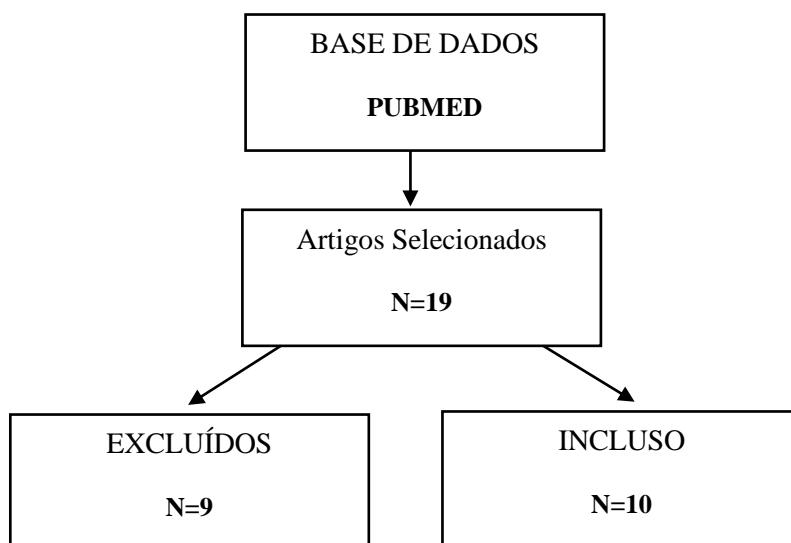 BASE DE DADOS
PUBMED
Artigos Selecionados
N=19
EXCLUÍDOS
N=9
INCLUSO
N=10